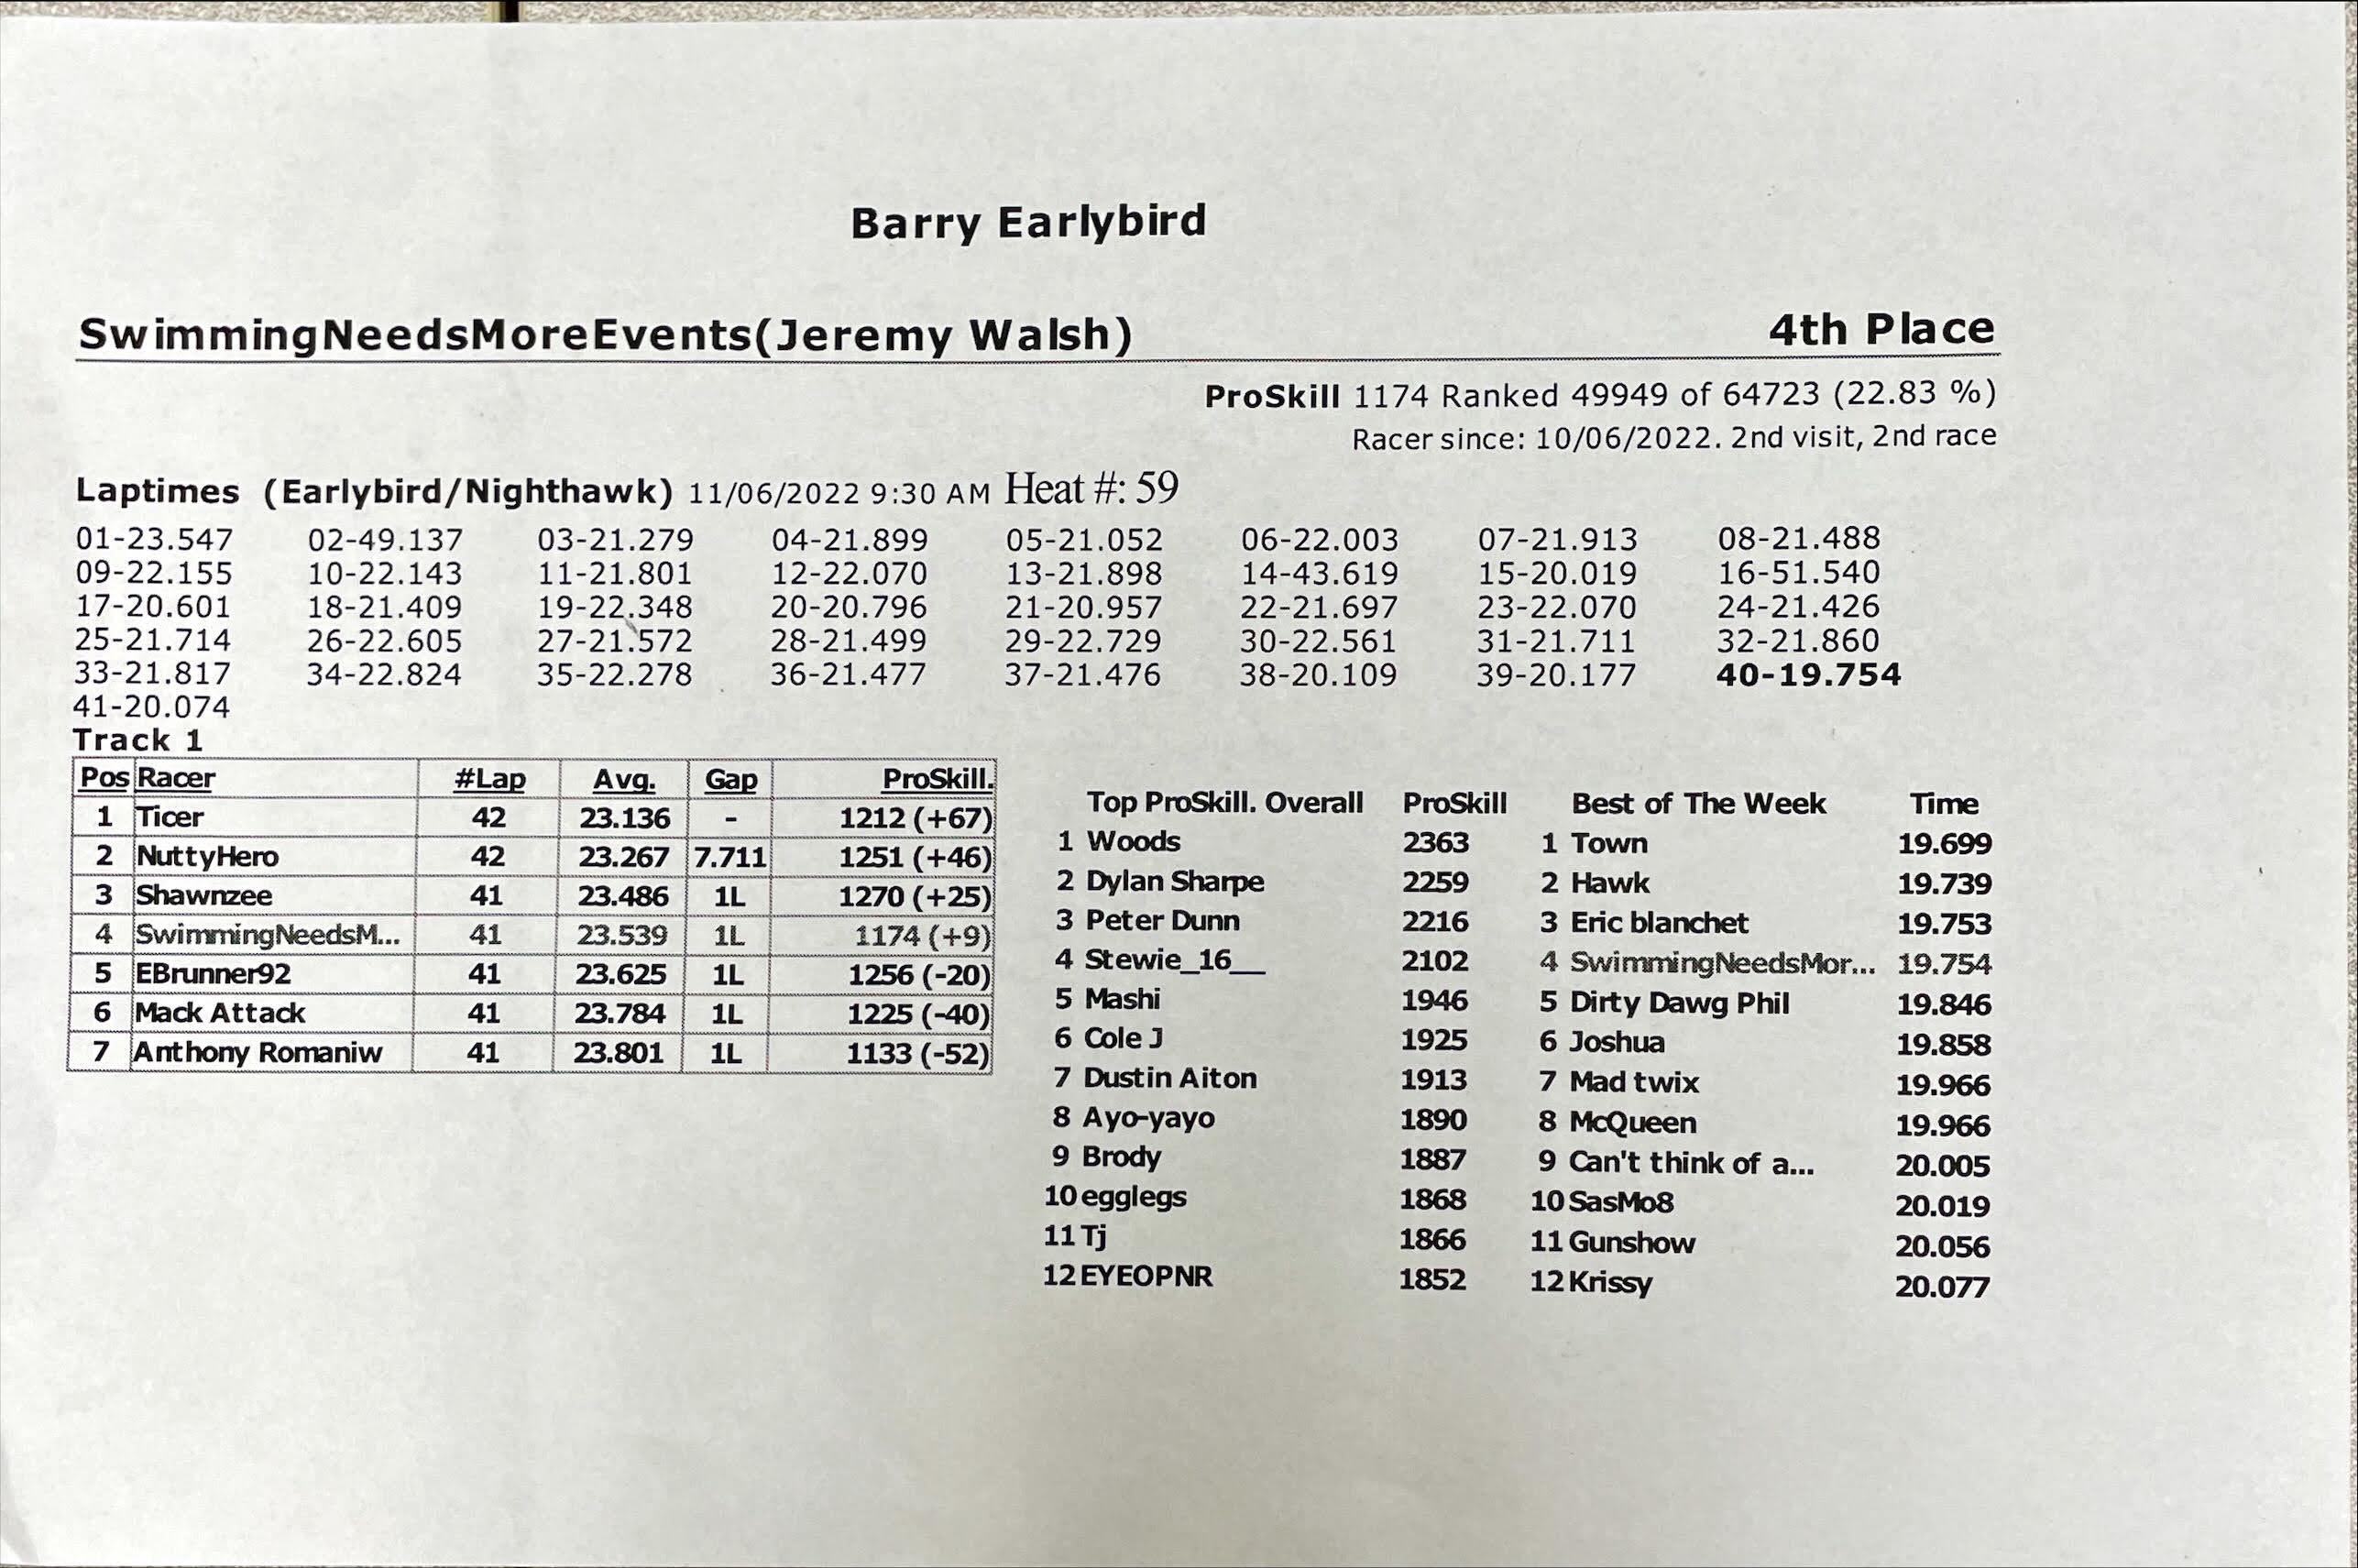 Barry Earlybird
SwimmingNeedsMoreEvents(Jeremy Walsh) 4th Place
ProSkill 1174 Ranked 49949 of 64723 (22.83 %)
Racer since: 10/06/2022. 2nd visit, 2nd race
Laptimes (Earlybird/Nighthawk) 11/06/2022 9:30 AM Heat #: 59
01-23.547 02-49.137 03-21.279 04-21.899 05-21.052 06-22.003 07-21.913 08-21.488
09-22.155 10-22.143 11-21.801 12-22.070 13-21.898 14-43.619 15-20.019 16-51.540
17-20.601 18-21.409 19-22.348 20-20.796 21-20.957 22-21.697 23-22.070 24-21.426
25-21.714 26-22.605 27-21.572 28-21.499 29-22.729 30-22.561 31-21.711 32-21.860
33-21.817 34-22.824 35-22.278 36-21.477 37-21.476 38-20.109 39-20.177 40-19.754
41-20.074
Track 1
Pos Racer #Lap Avg. Gap ProSkill.
1 Ticer 42 23.136 - 1212 (+67)
2 NuttyHero 42 23.267 7.711 1251 (+46)
3 Shawnzee 41 23.486 1L 1270 (+25)
4 SwimmingNeedsM... 41 23.539 1L 1174 (+9)
5 EBrunner92 41 23.625 1L 1256 (-20)
6 Mack Attack 41 23.784 1L 1225 (-40)
7 Anthony Romaniw 41 23.801 1L 1133 (-52)
Top ProSkill. Overall ProSkill
1 Woods 2363
2 Dylan Sharpe 2259
3 Peter Dunn 2216
4 Stewie_16__ 2102
5 Mashi 1946
6 Cole J 1925
7 Dustin Aiton 1913
8 Ayo-yayo 1890
9 Brody 1887
10 egglegs 1868
11 Tj 1866
12 EYEOPNR 1852
Best of The Week Time
1 Town 19.699
2 Hawk 19.739
3 Eric blanchet 19.753
4 SwimmingNeedsMor... 19.754
5 Dirty Dawg Phil 19.846
6 Joshua 19.858
7 Mad twix 19.966
8 McQueen 19.966
9 Can't think of a... 20.005
10 SasMo8 20.019
11 Gunshow 20.056
12 Krissy 20.077